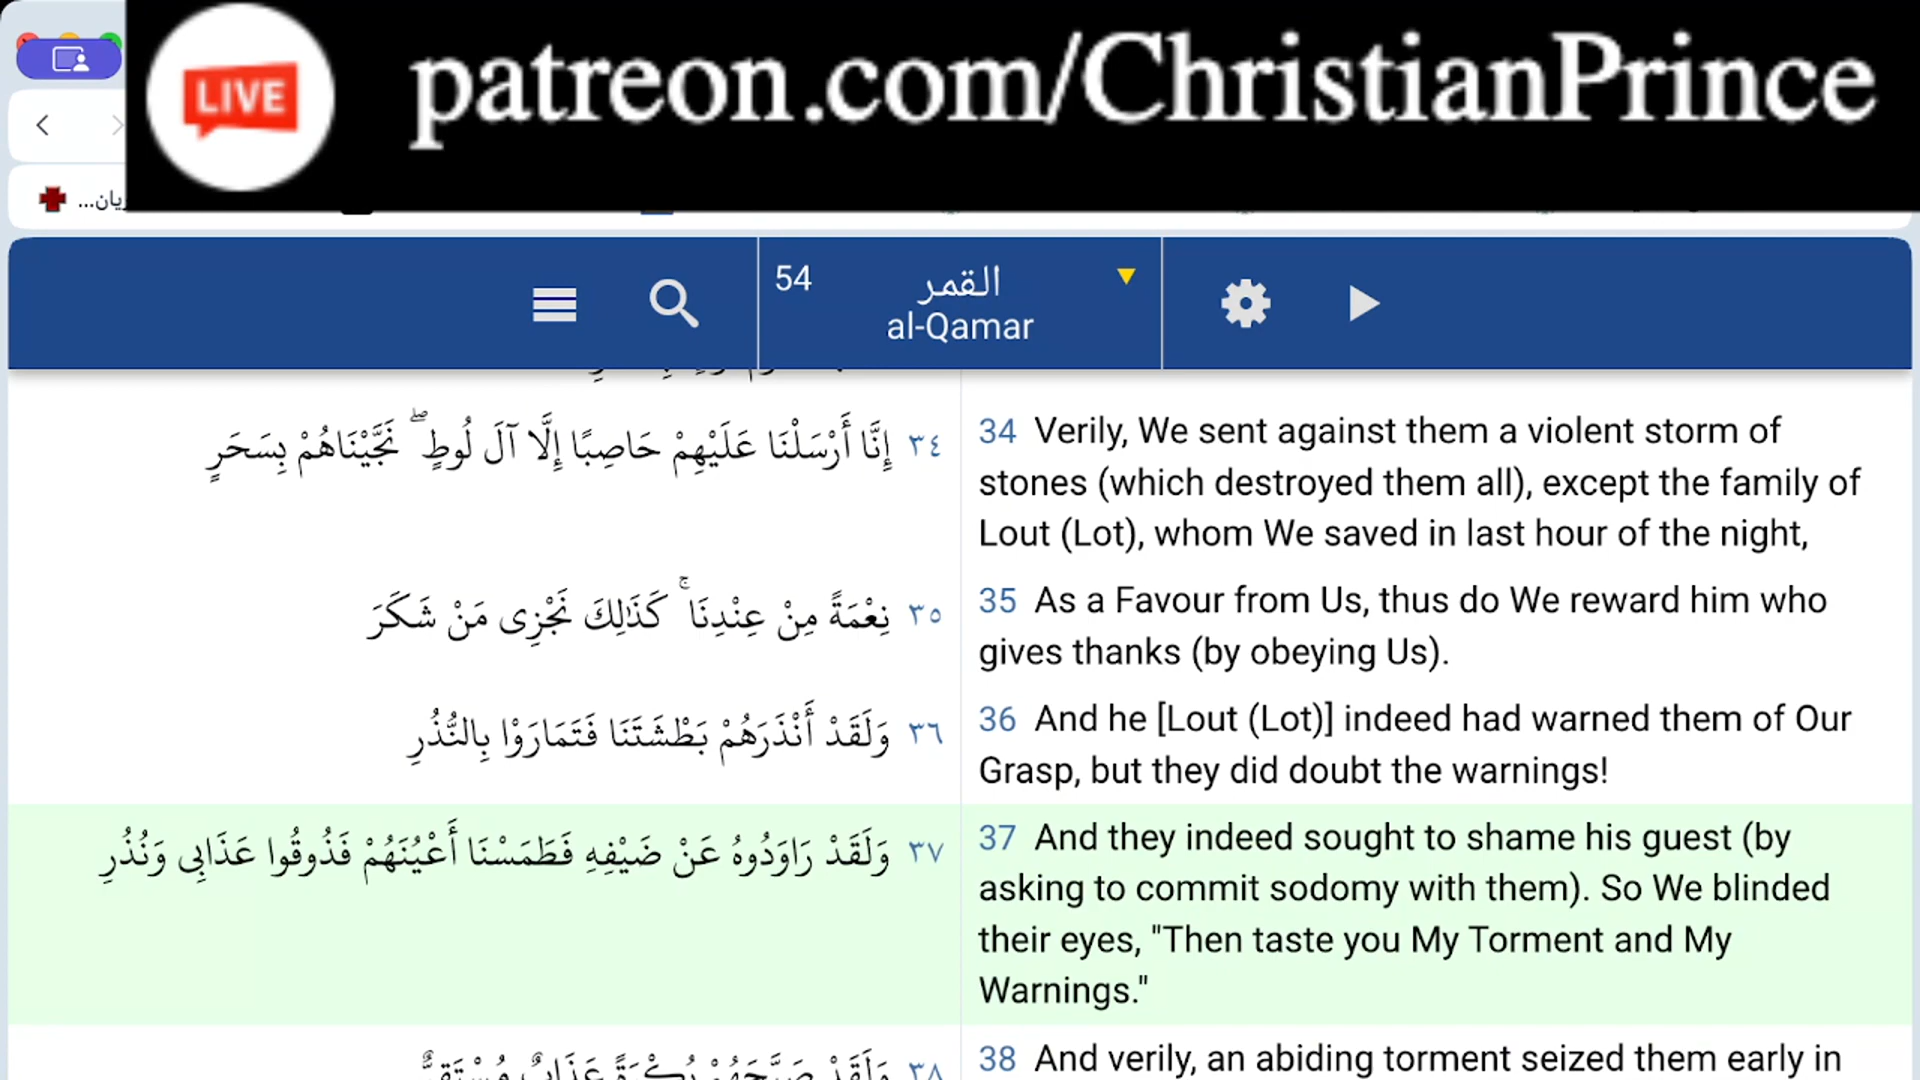 LIVE
patreon.com/ChristianPrince
54
القمر
al-Qamar
٣٤ إِنَّا أَرْسَلْنَا عَلَيْهِمْ حَاصِبًا إِلَّا آلَ لُوطٍ ۖ نَجَّيْنَاهُمْ بِسَحَرٍ
34 Verily, We sent against them a violent storm of
stones (which destroyed them all), except the family of
Lout (Lot), whom We saved in last hour of the night,
٣٥ نِعْمَةً مِنْ عِنْدِنَا ۚ كَذَٰلِكَ نَجْزِى مَنْ شَكَرَ
35 As a Favour from Us, thus do We reward him who
gives thanks (by obeying Us).
٣٦ وَلَقَدْ أَنْذَرَهُمْ بَطْشَتَنَا فَتَمَارَوْا بِالنُّذُرِ
36 And he [Lout (Lot)] indeed had warned them of Our
Grasp, but they did doubt the warnings!
٣٧ وَلَقَدْ رَاوَدُوهُ عَنْ ضَيْفِهِ فَطَمَسْنَا أَعْيُنَهُمْ فَذُوقُوا عَذَابِى وَنُذُرِ
37 And they indeed sought to shame his guest (by
asking to commit sodomy with them). So We blinded
their eyes, "Then taste you My Torment and My
Warnings."
٣٨ وَلَقَدْ صَبَّحَهُمْ بُكْرَةً عَذَابٌ مُسْتَقِرٌّ
38 And verily, an abiding torment seized them early in